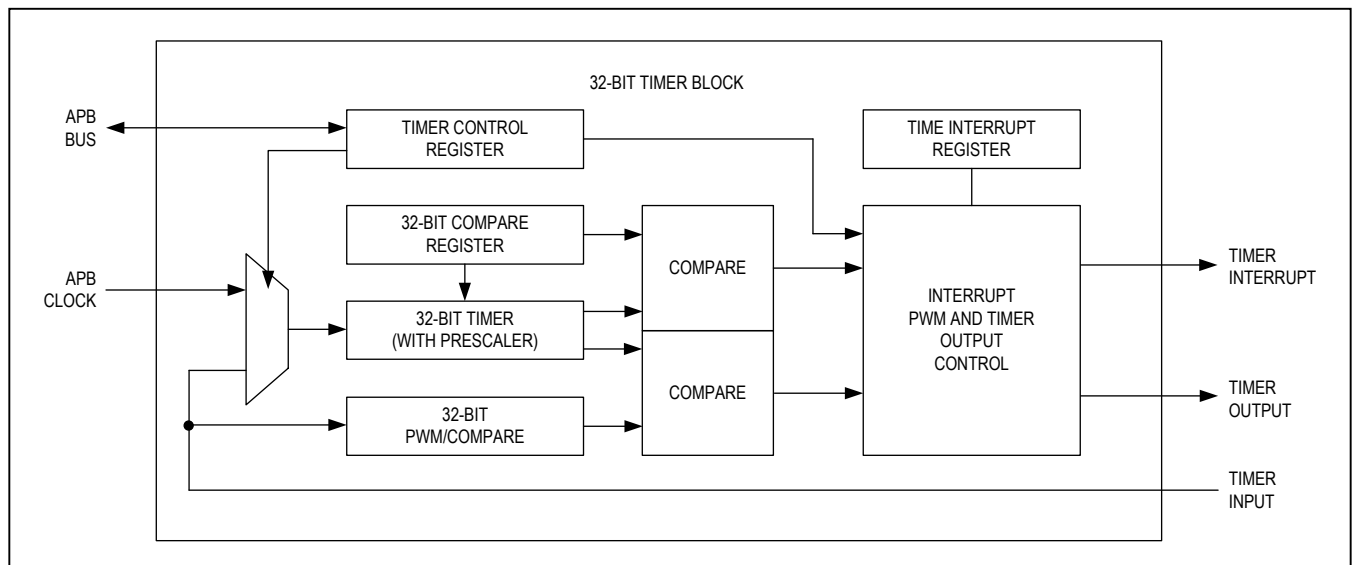 32-BIT TIMER BLOCK
APB
BUS
TIMER CONTROL
REGISTER
TIME INTERRUPT
REGISTER
32-BIT COMPARE
REGISTER
COMPARE
APB
CLOCK
32-BIT TIMER
(WITH PRESCALER)
INTERRUPT
PWM AND TIMER
OUTPUT
CONTROL
TIMER
INTERRUPT
COMPARE
32-BIT
PWM/COMPARE
TIMER
OUTPUT
TIMER
INPUT